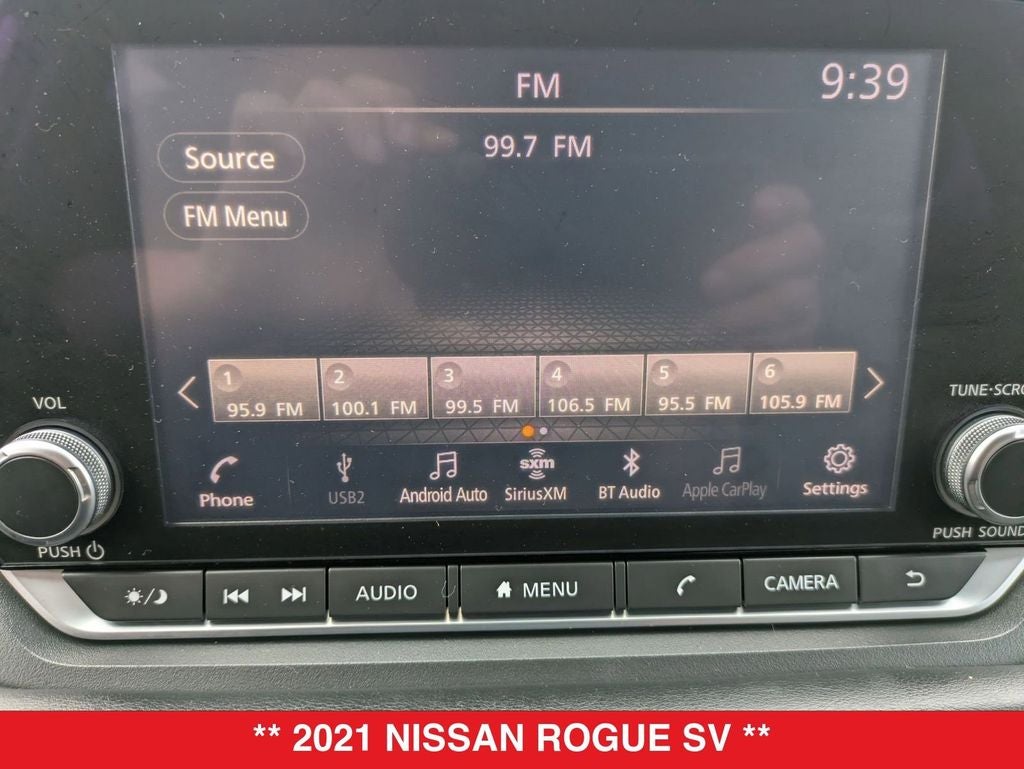 FM
9:39
99.7 FM
Source
FM Menu
1
2
3
4
5
6
95.9 FM
100.1 FM
99.5 FM
106.5 FM
95.5 FM
105.9 FM
VOL
TUNE·SCRO
Phone
USB2
Android Auto
sxm
SiriusXM
BT Audio
Apple CarPlay
Settings
PUSH
PUSH SOUND
AUDIO
MENU
CAMERA
** 2021 NISSAN ROGUE SV **